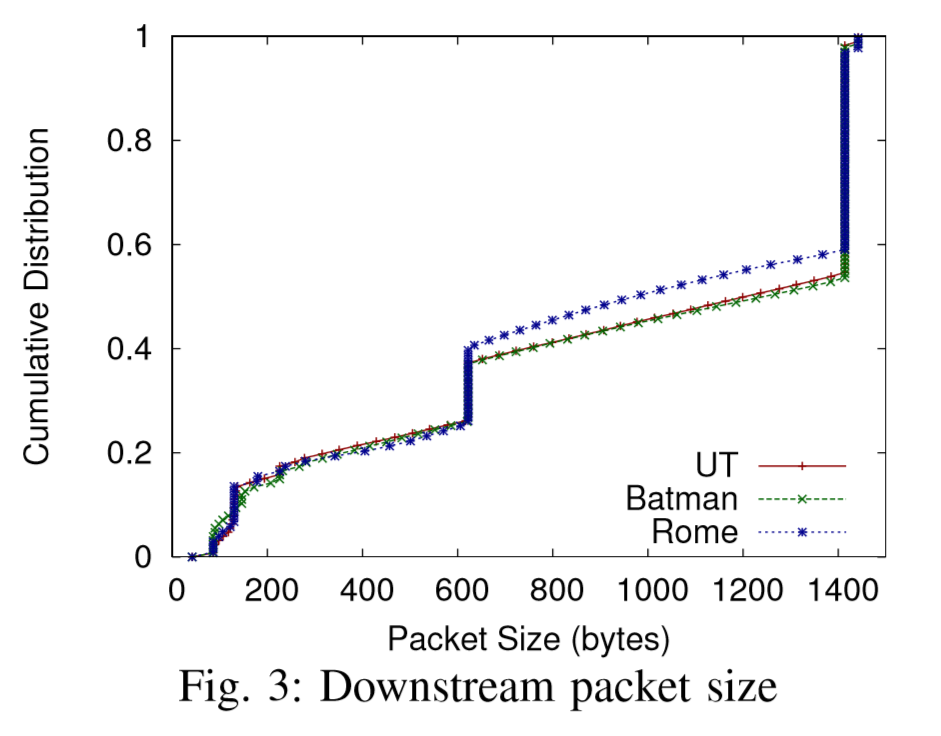 1
0.8
0.6
0.4
0.2
0
Cumulative Distribution
UT
Batman
Rome
0 200 400 600 800 1000 1200 1400
Packet Size (bytes)
Fig. 3: Downstream packet size